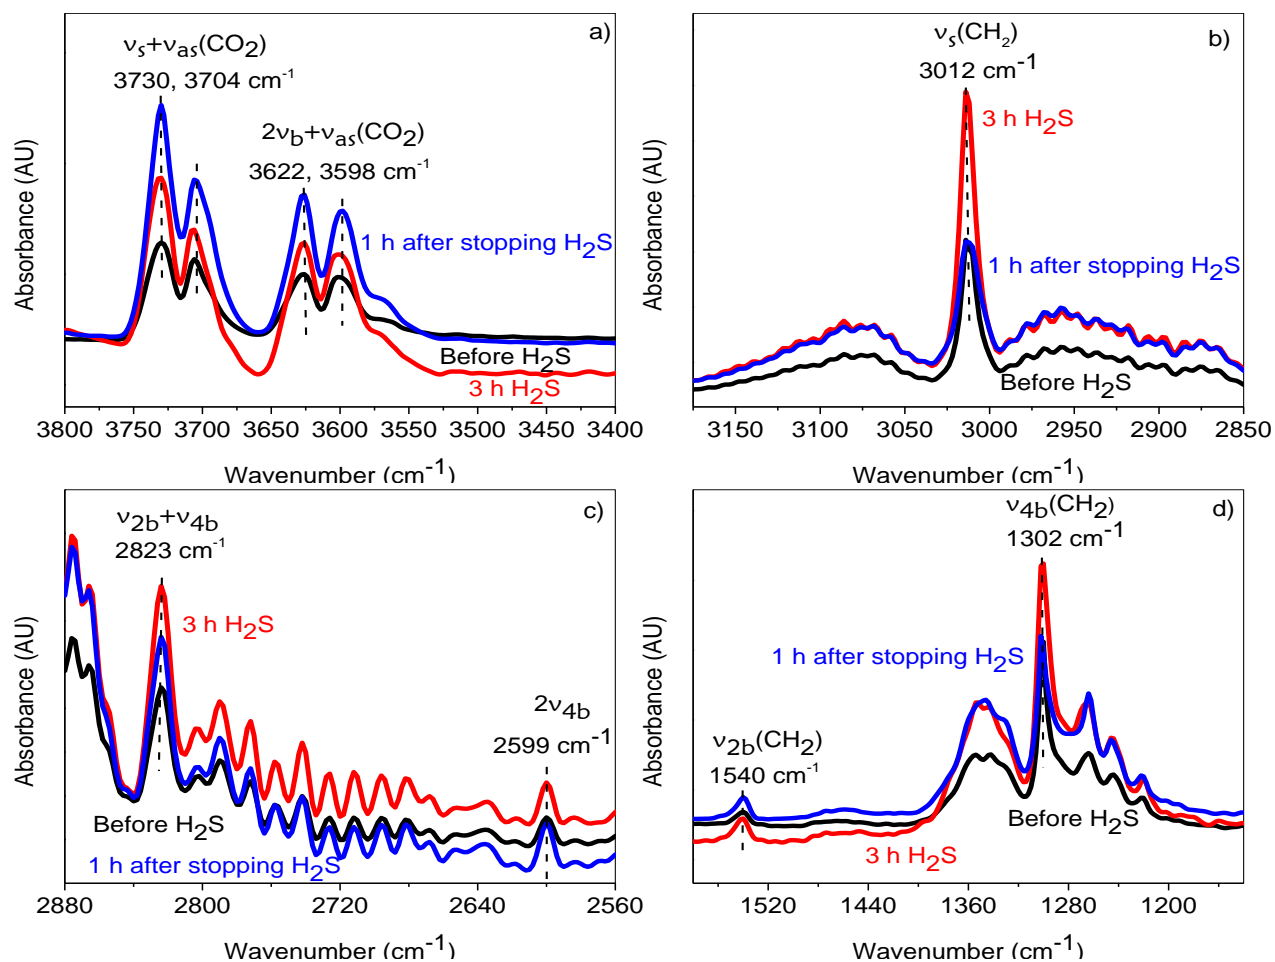 a)
νs+νas(CO2)
3730, 3704 cm-1
2νb+νas(CO2)
3622, 3598 cm-1
1 h after stopping H2S
Before H2S
3 h H2S
Absorbance (AU)
3800 3750 3700 3650 3600 3550 3500 3450 3400
Wavenumber (cm-1)
b)
νs(CH2)
3012 cm-1
3 h H2S
1 h after stopping H2S
Before H2S
Absorbance (AU)
3150 3100 3050 3000 2950 2900 2850
Wavenumber (cm-1)
c)
ν2b+ν4b
2823 cm-1
3 h H2S
2ν4b
2599 cm-1
Before H2S
1 h after stopping H2S
Absorbance (AU)
2880 2800 2720 2640 2560
Wavenumber (cm-1)
d)
ν4b(CH2)
1302 cm-1
1 h after stopping H2S
ν2b(CH2)
1540 cm-1
Before H2S
3 h H2S
Absorbance (AU)
1520 1440 1360 1280 1200
Wavenumber (cm-1)